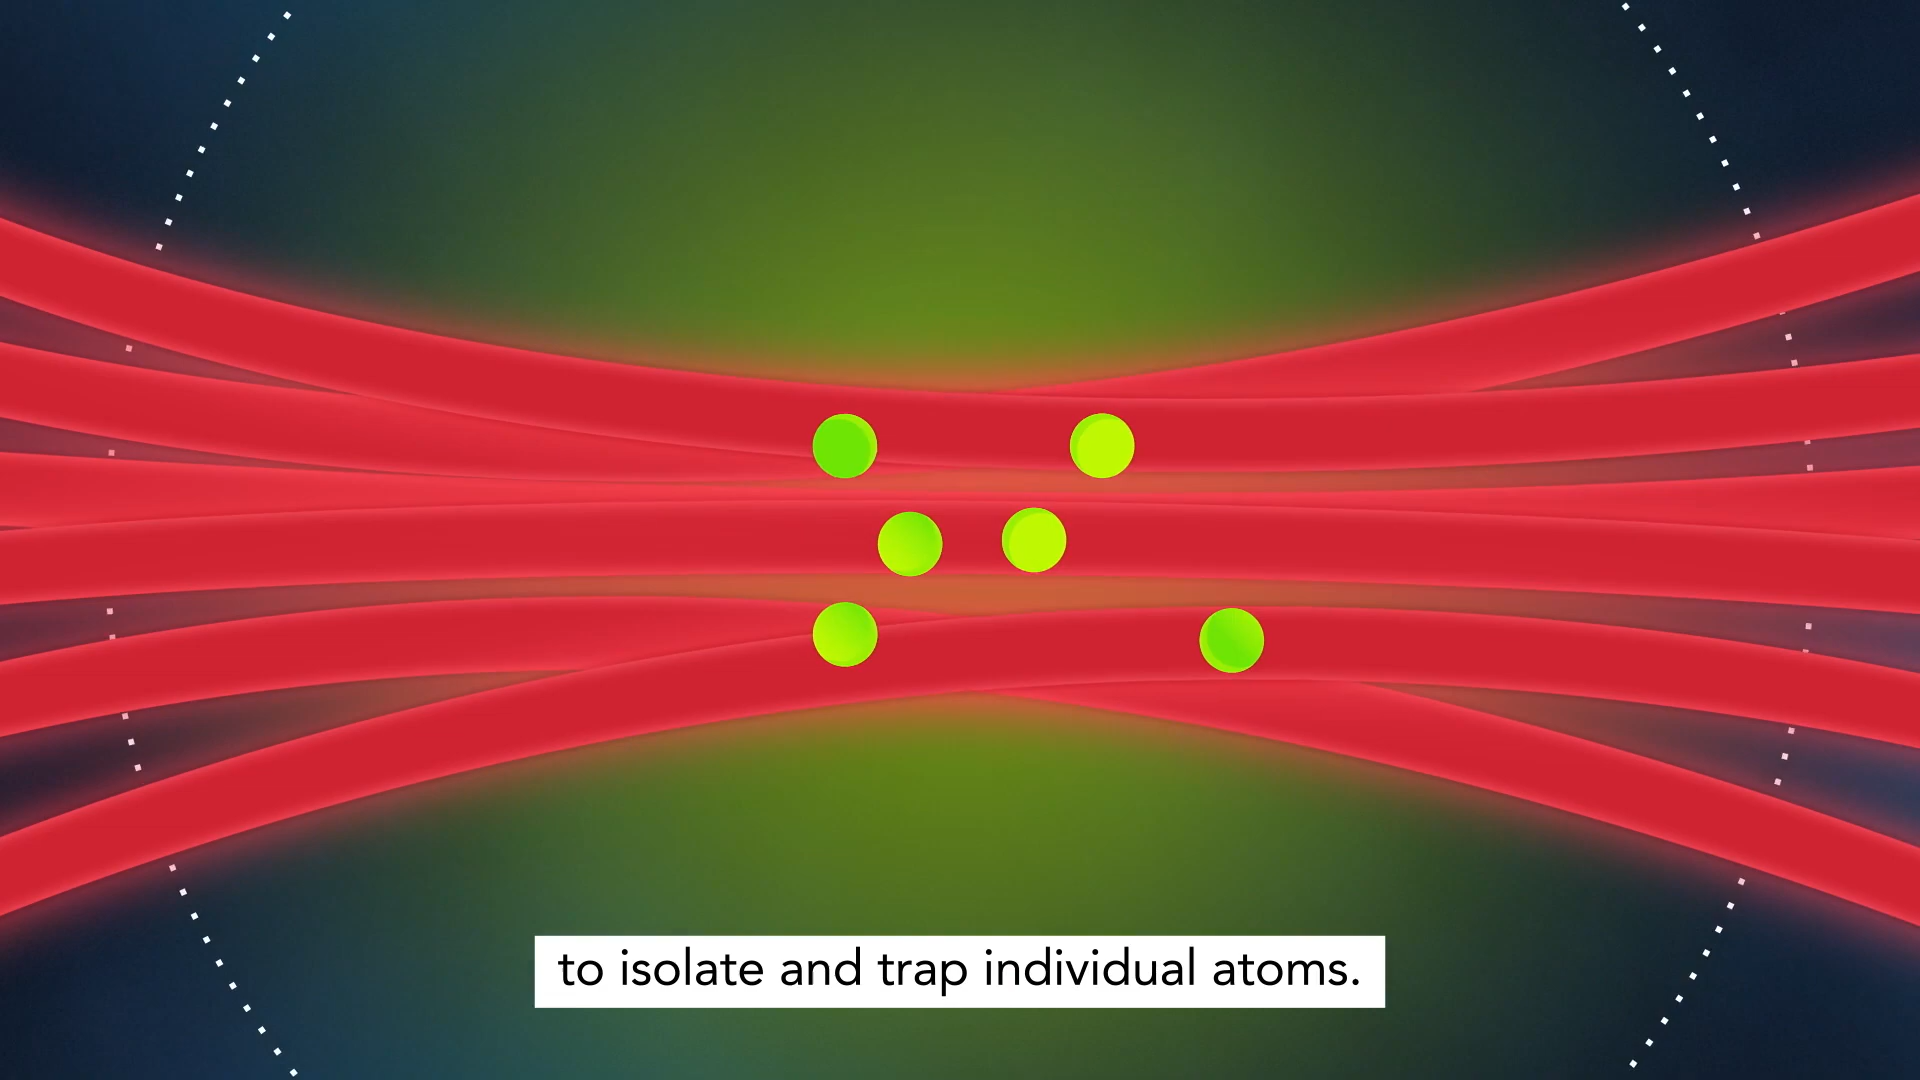 to isolate and trap individual atoms.